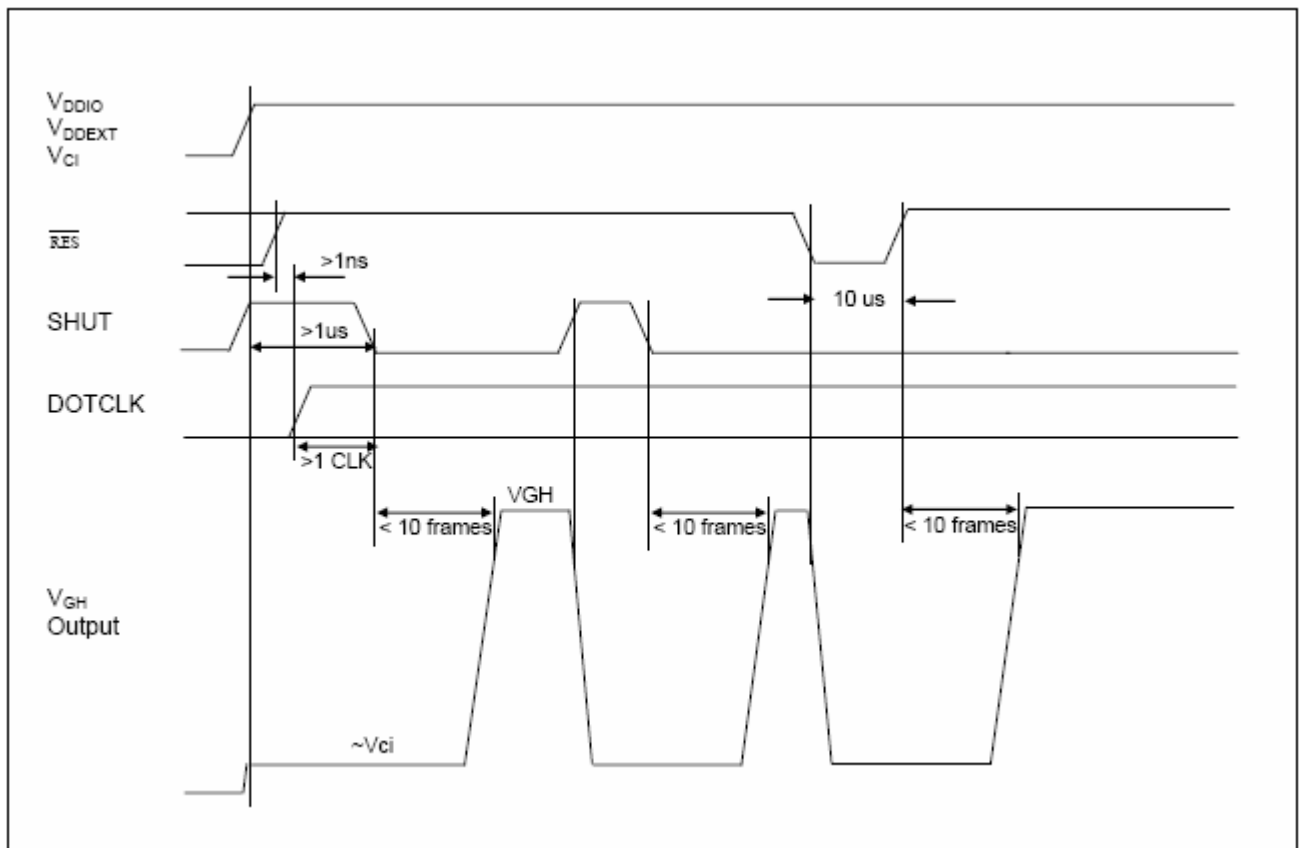 VDDIO
VDDEXT
VCI
RES
>1ns
10 us
SHUT
>1us
DOTCLK
>1 CLK
VGH
< 10 frames
< 10 frames
< 10 frames
VGH
Output
~Vci